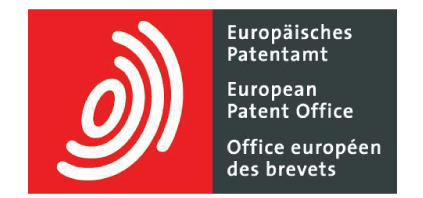 Europäisches
Patentamt
European
Patent Office
Office européen
des brevets